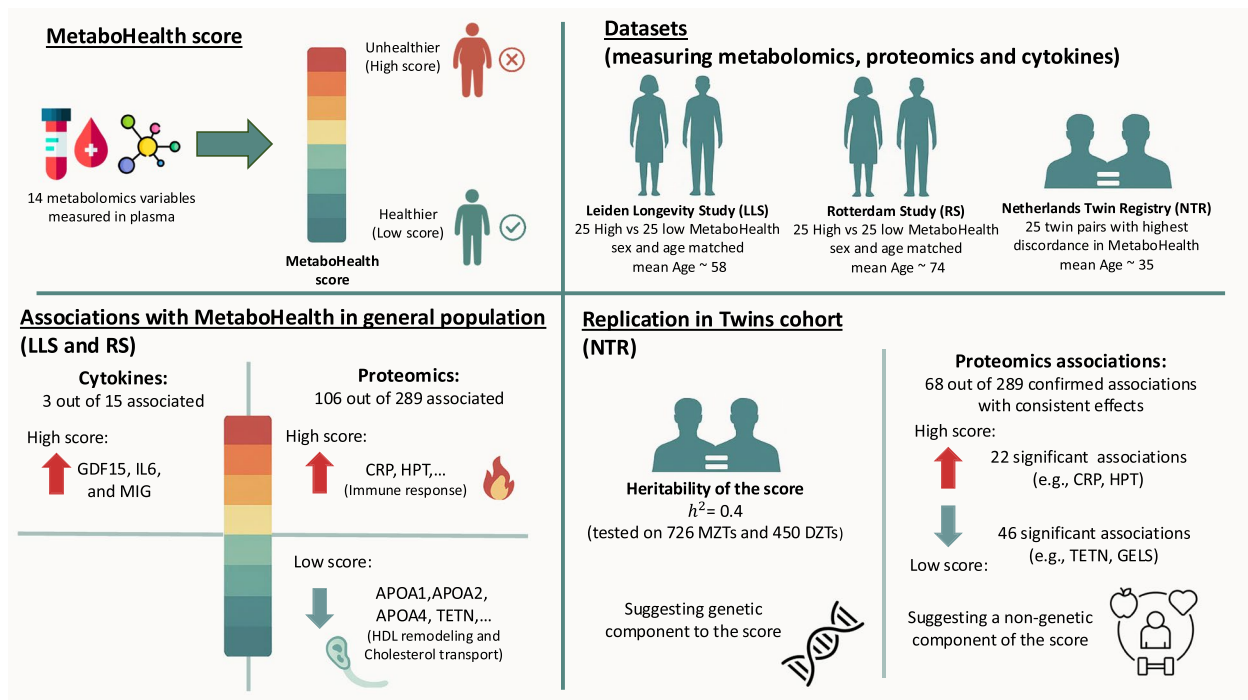 MetaboHealth score
14 metabolomics variables
measured in plasma
Unhealthier
(High score)
Healthier
(Low score)
MetaboHealth
score
Datasets
(measuring metabolomics, proteomics and cytokines)
Leiden Longevity Study (LLS)
25 High vs 25 low MetaboHealth
sex and age matched
mean Age ~ 58
Rotterdam Study (RS)
25 High vs 25 low MetaboHealth
sex and age matched
mean Age ~ 74
Netherlands Twin Registry (NTR)
25 twin pairs with highest
discordance in MetaboHealth
mean Age ~ 35
Associations with MetaboHealth in general population
(LLS and RS)
Cytokines:
3 out of 15 associated
High score:
GDF15, IL6,
and MIG
Proteomics:
106 out of 289 associated
High score:
CRP, HPT,...
(Immune response)
Low score:
APOA1,APOA2,
APOA4, TETN,...
(HDL remodeling and
Cholesterol transport)
Replication in Twins cohort
(NTR)
Heritability of the score
h²= 0.4
(tested on 726 MZTs and 450 DZTs)
Suggesting genetic
component to the score
Proteomics associations:
68 out of 289 confirmed associations
with consistent effects
High score:
22 significant associations
(e.g., CRP, HPT)
46 significant associations
(e.g., TETN, GELS)
Low score:
Suggesting a non-genetic
component of the score